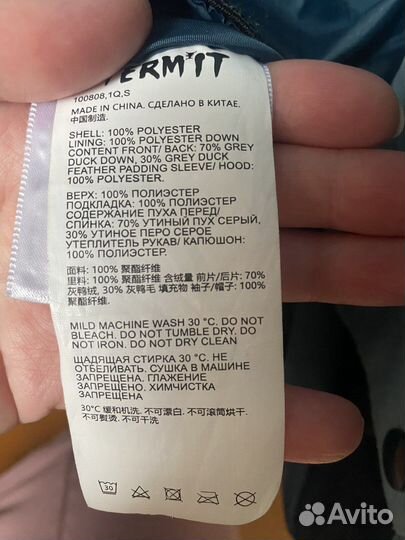 TERMIT
100808,1Q,S
MADE IN CHINA. СДЕЛАНО В КИТАЕ.
中国制造.
SHELL: 100% POLYESTER
LINING: 100% POLYESTER DOWN
CONTENT FRONT/ BACK: 70% GREY
DUCK DOWN, 30% GREY DUCK
FEATHER PADDING SLEEVE/ HOOD:
100% POLYESTER.
ВЕРХ: 100% ПОЛИЭСТЕР
ПОДКЛАДКА: 100% ПОЛИЭСТЕР
СОДЕРЖАНИЕ ПУХА ПЕРЕД/
СПИНКА: 70% УТИНЫЙ ПУХ СЕРЫЙ,
30% УТИНОЕ ПЕРО СЕРОЕ
УТЕПЛИТЕЛЬ РУКАВ/ КАПЮШОН:
100% ПОЛИЭСТЕР.
面料: 100% 聚酯纤维
里料: 100% 聚酯纤维 含绒量 前片/后片: 70%
灰鸭绒, 30% 灰鸭毛 填充物 袖子/帽子: 100%
聚酯纤维.
MILD MACHINE WASH 30 °C. DO NOT
BLEACH. DO NOT TUMBLE DRY. DO
NOT IRON. DO NOT DRY CLEAN
ЩАДЯЩАЯ СТИРКА 30 °C. НЕ
ОТБЕЛИВАТЬ. СУШКА В МАШИНЕ
ЗАПРЕЩЕНА. ГЛАЖЕНИЕ
ЗАПРЕЩЕНО. ХИМЧИСТКА
ЗАПРЕЩЕНА
30°C 缓和机洗. 不可漂白. 不可滚筒烘干.
不可熨烫. 不可干洗
30
Avito